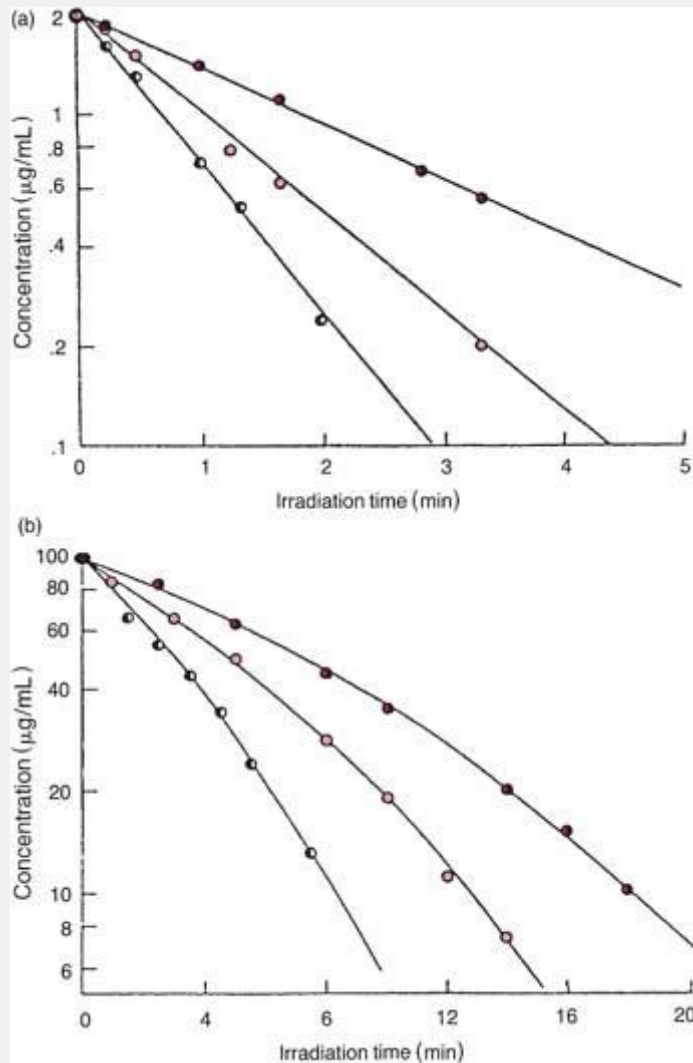 (a)
2
1
.8
.6
.4
.2
.1
Concentration (µg/mL)
0 1 2 3 4 5
Irradiation time (min)
(b)
100
80
60
40
20
10
8
6
Concentration (µg/mL)
0 4 6 12 16 20
Irradiation time (min)